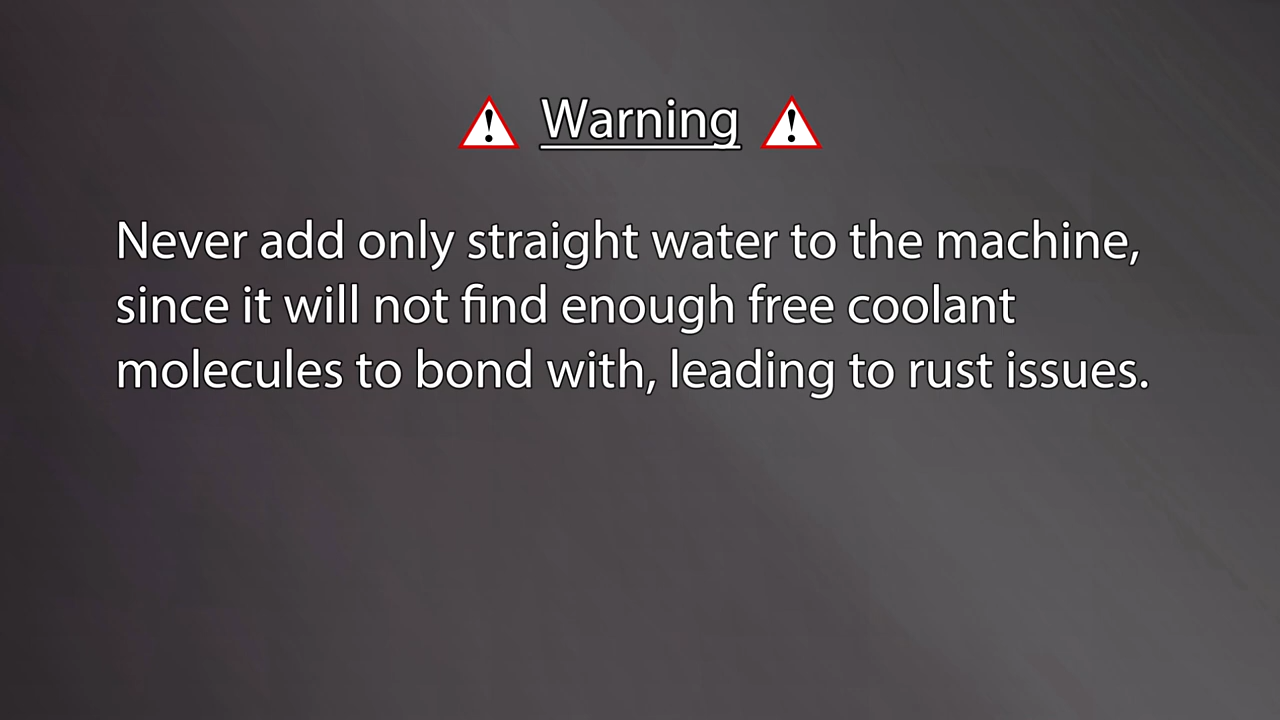 Warning
Never add only straight water to the machine,
since it will not find enough free coolant
molecules to bond with, leading to rust issues.